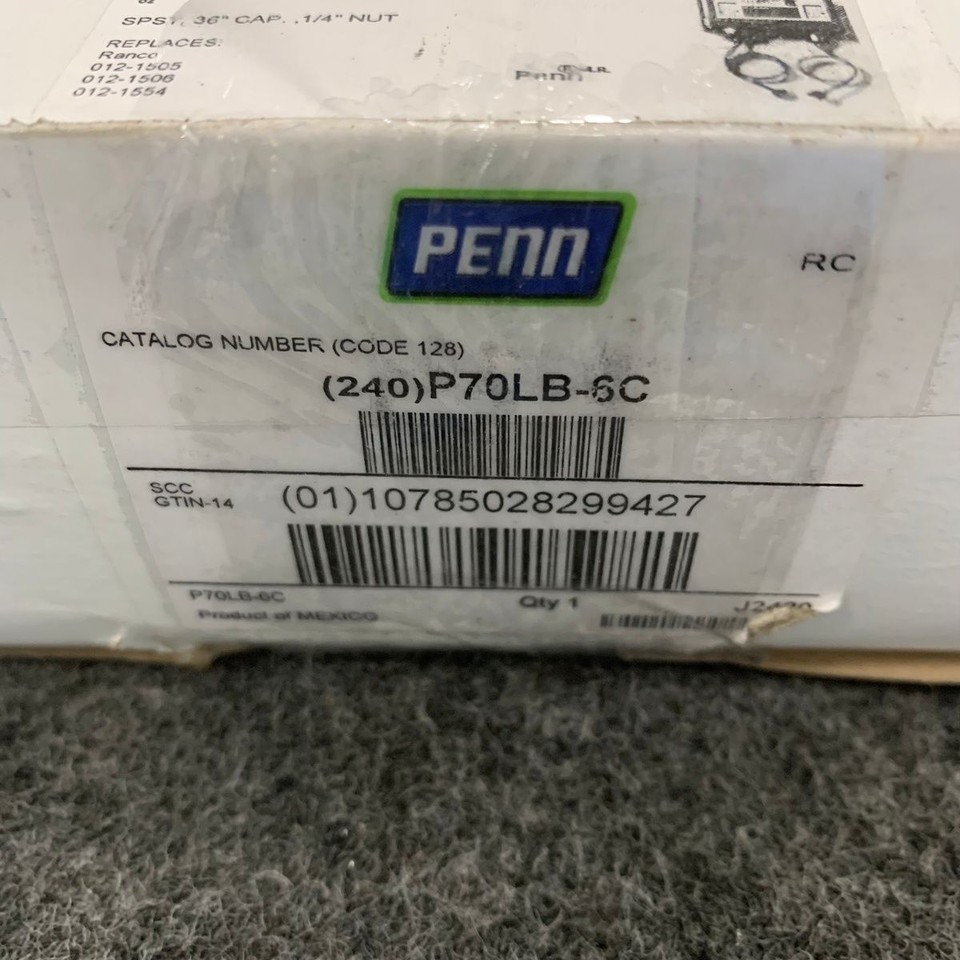 SPST, 36" CAP. ,1/4" NUT
REPLACES:
Ranco
012-1505
012-1506
012-1554
Penn
PENN
RC
CATALOG NUMBER (CODE 128)
(240)P70LB-6C
SCC
GTIN-14
(01)10785028299427
P70LB-6C
Qty 1
Product of MEXICO